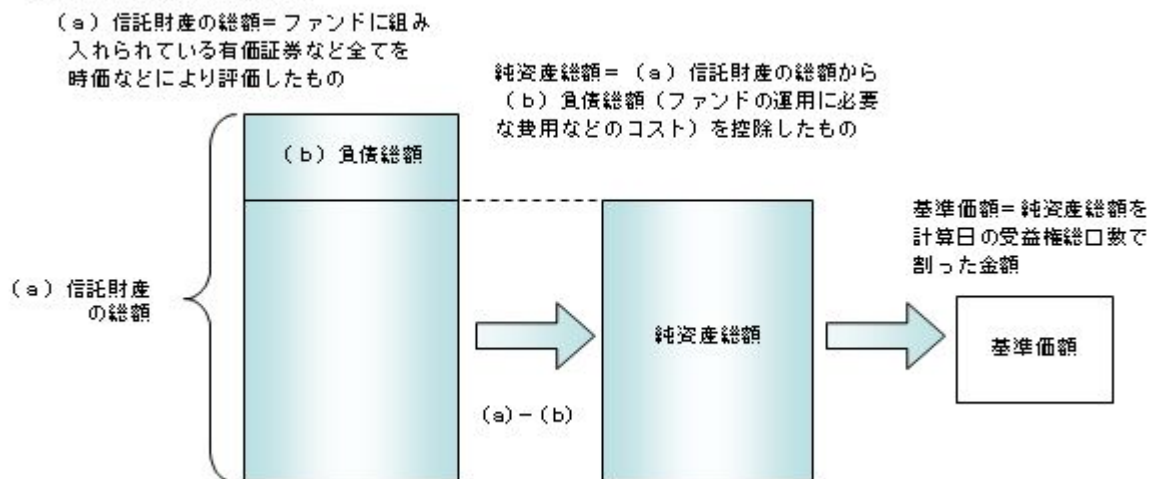 (a)信託財産の総額=ファンドに組み
入れられている有価証券など全てを
時価などにより評価したもの
純資産総額=(a)信託財産の総額から
(b)負債総額(ファンドの運用に必要
な費用などのコスト)を控除したもの
(b)負債総額
基準価額=純資産総額を
計算日の受益権総口数で
割った金額
(a)信託財産
の総額
純資産総額
基準価額
(a)-(b)